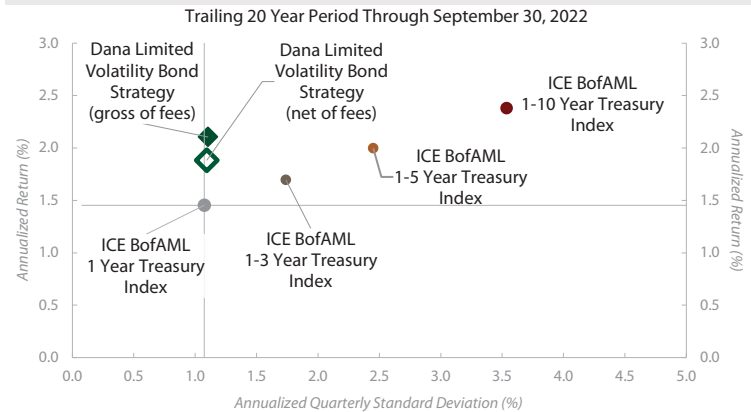 Trailing 20 Year Period Through September 30, 2022
3.0
2.5
2.0
1.5
1.0
0.5
0.0
Annualized Return (%)
Dana Limited
Volatility Bond
Strategy
(gross of fees)
Dana Limited
Volatility Bond
Strategy
(net of fees)
ICE BofAML
1-10 Year Treasury
Index
ICE BofAML
1-5 Year Treasury
Index
ICE BofAML
1 Year Treasury
Index
ICE BofAML
1-3 Year Treasury
Index
3.0
2.5
2.0
1.5
1.0
0.5
0.0
Annualized Return (%)
0.0 0.5 1.0 1.5 2.0 2.5 3.0 3.5 4.0 4.5 5.0
Annualized Quarterly Standard Deviation (%)